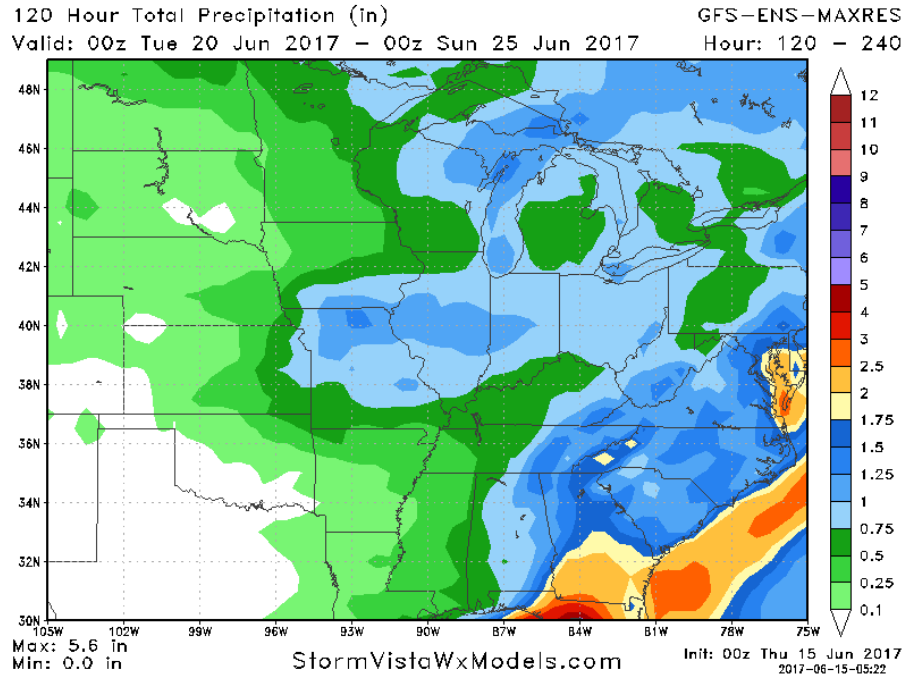 120 Hour Total Precipitation (in) GFS-ENS-MAXRES
Valid: 00z Tue 20 Jun 2017 - 00z Sun 25 Jun 2017 Hour: 120 - 240
48N
46N
44N
42N
40N
38N
36N
34N
32N
30N
12
11
10
9
8
7
6
5
4
3
2.5
2
1.75
1.5
1.25
1
0.75
0.5
0.25
0.1
105W 102W 99W 96W 93W 90W 87W 84W 81W 78W 75W
Max: 5.6 in
Min: 0.0 in
StormVistaWxModels.com
Init: 00z Thu 15 Jun 2017
2017-06-15-05:22